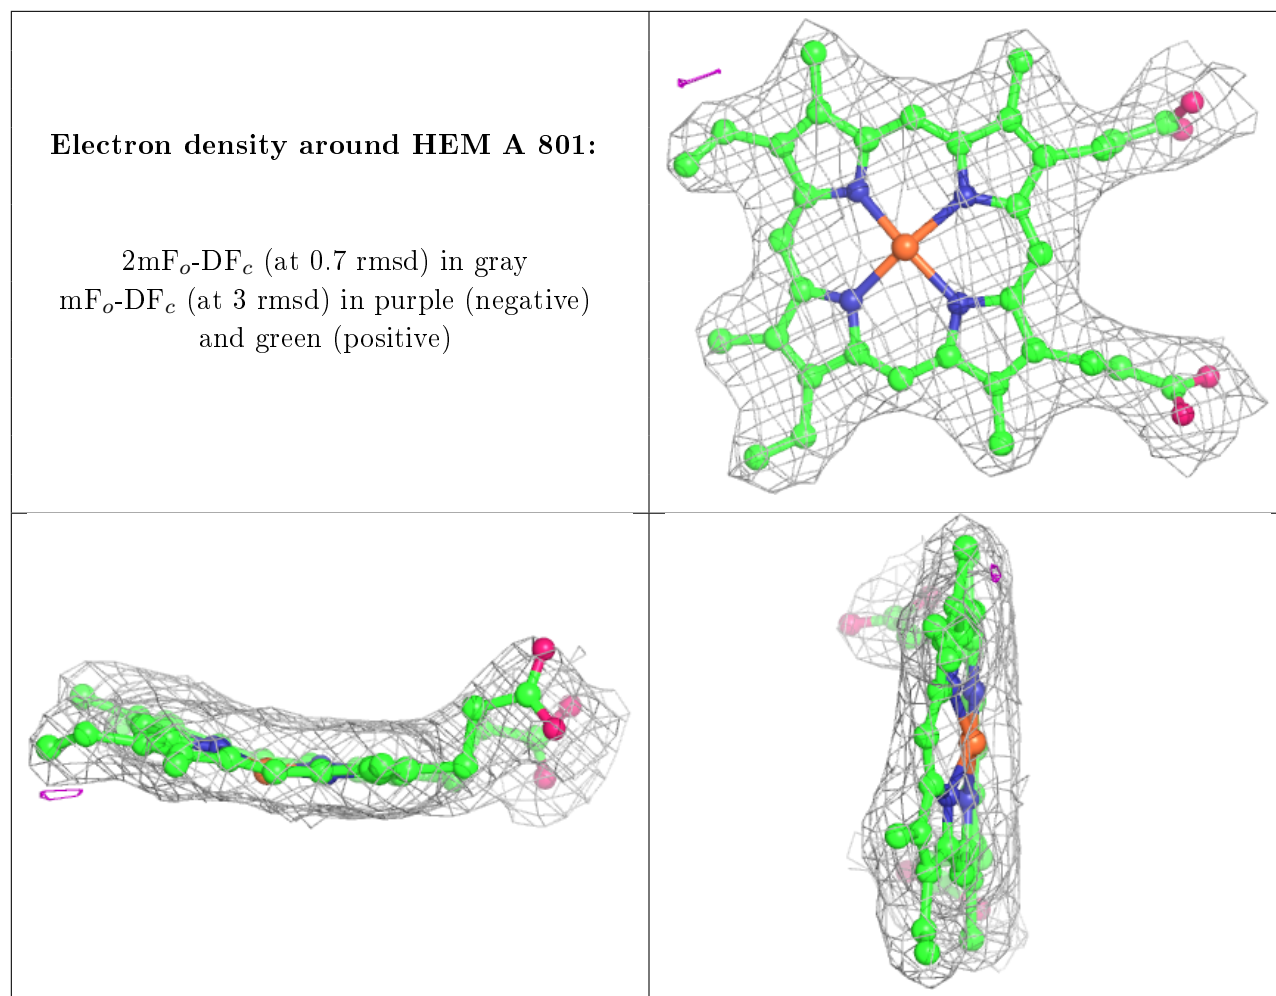 Electron density around HEM A 801:
2mFₒ-DF𝒸 (at 0.7 rmsd) in gray
mFₒ-DF𝒸 (at 3 rmsd) in purple (negative)
and green (positive)